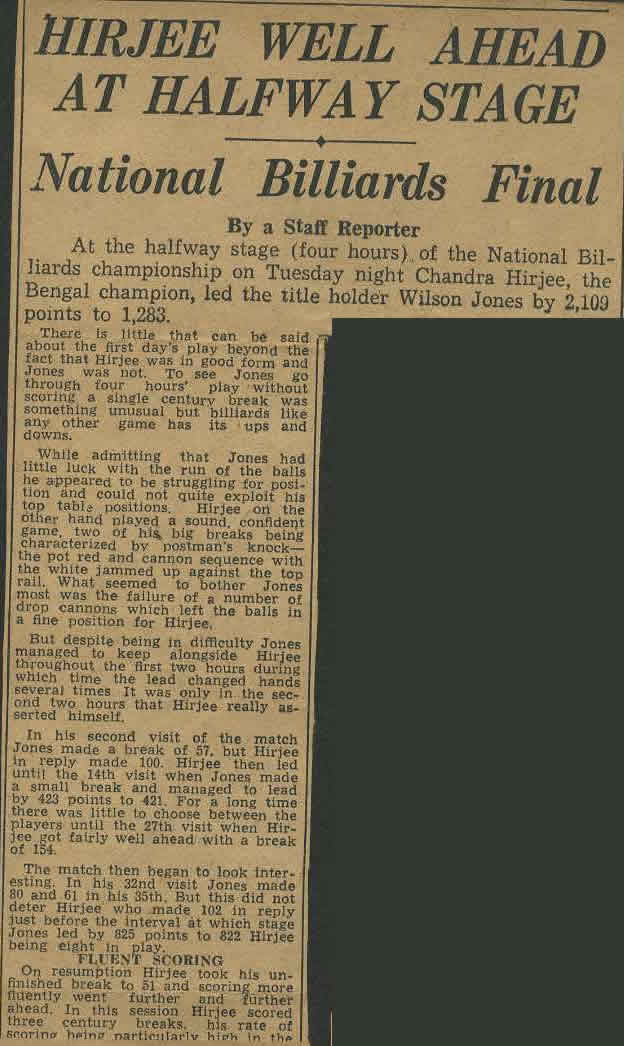 HIRJEE WELL AHEAD
AT HALFWAY STAGE
National Billiards Final
By a Staff Reporter
At the halfway stage (four hours) of the National Bil-
liards championship on Tuesday night Chandra Hirjee, the
Bengal champion, led the title holder Wilson Jones by 2,109
points to 1,283.
There is little that can be said
about the first day's play beyond the
fact that Hirjee was in good form and
Jones was not. To see Jones go
through four hours' play without
scoring a single century break was
something unusual but billiards like
any other game has its ups and
downs.
While admitting that Jones had
little luck with the run of the balls
he appeared to be struggling for posi-
tion and could not quite exploit his
top table positions. Hirjee on the
other hand played a sound, confident
game, two of his big breaks being
characterized by postman's knock—
the pot red and cannon sequence with
the white jammed up against the top
rail. What seemed to bother Jones
most was the failure of a number of
drop cannons which left the balls in
a fine position for Hirjee.
But despite being in difficulty Jones
managed to keep alongside Hirjee
throughout the first two hours during
which time the lead changed hands
several times. It was only in the sec-
ond two hours that Hirjee really as-
serted himself.
In his second visit of the match
Jones made a break of 57, but Hirjee
in reply made 100. Hirjee then led
until the 14th visit when Jones made
a small break and managed to lead
by 423 points to 421. For a long time
there was little to choose between the
players until the 27th visit when Hir-
jee got fairly well ahead with a break
of 154.
The match then began to look inter-
esting. In his 32nd visit Jones made
80 and 61 in his 35th. But this did not
deter Hirjee who made 102 in reply
just before the interval at which stage
Jones led by 825 points to 822 Hirjee
being eight in play.
FLUENT SCORING
On resumption Hirjee took his un-
finished break to 51 and scoring more
fluently went further and further
ahead. In this session Hirjee scored
three century breaks, his rate of
scoring being particularly high in the